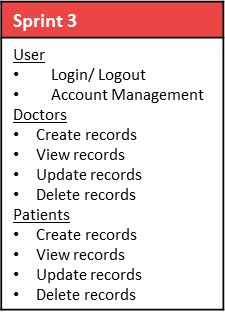 Sprint 3
User
• Login/ Logout
• Account Management
Doctors
• Create records
• View records
• Update records
• Delete records
Patients
• Create records
• View records
• Update records
• Delete records